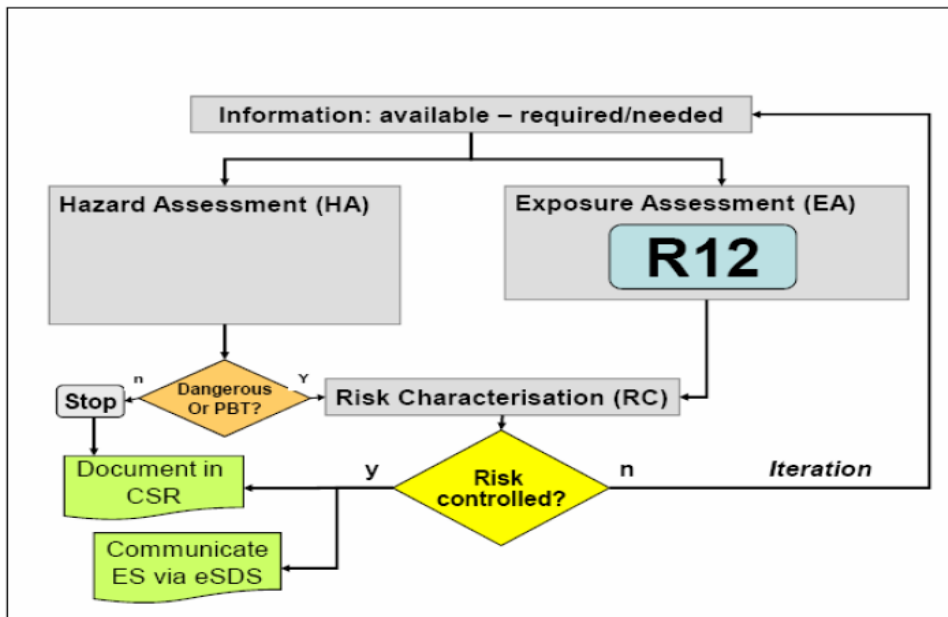 Information: available – required/needed
Hazard Assessment (HA)
Exposure Assessment (EA)
R12
n
Dangerous
Or PBT?
Y
Stop
Risk Characterisation (RC)
Document in
CSR
y
Risk
controlled?
n
Iteration
Communicate
ES via eSDS